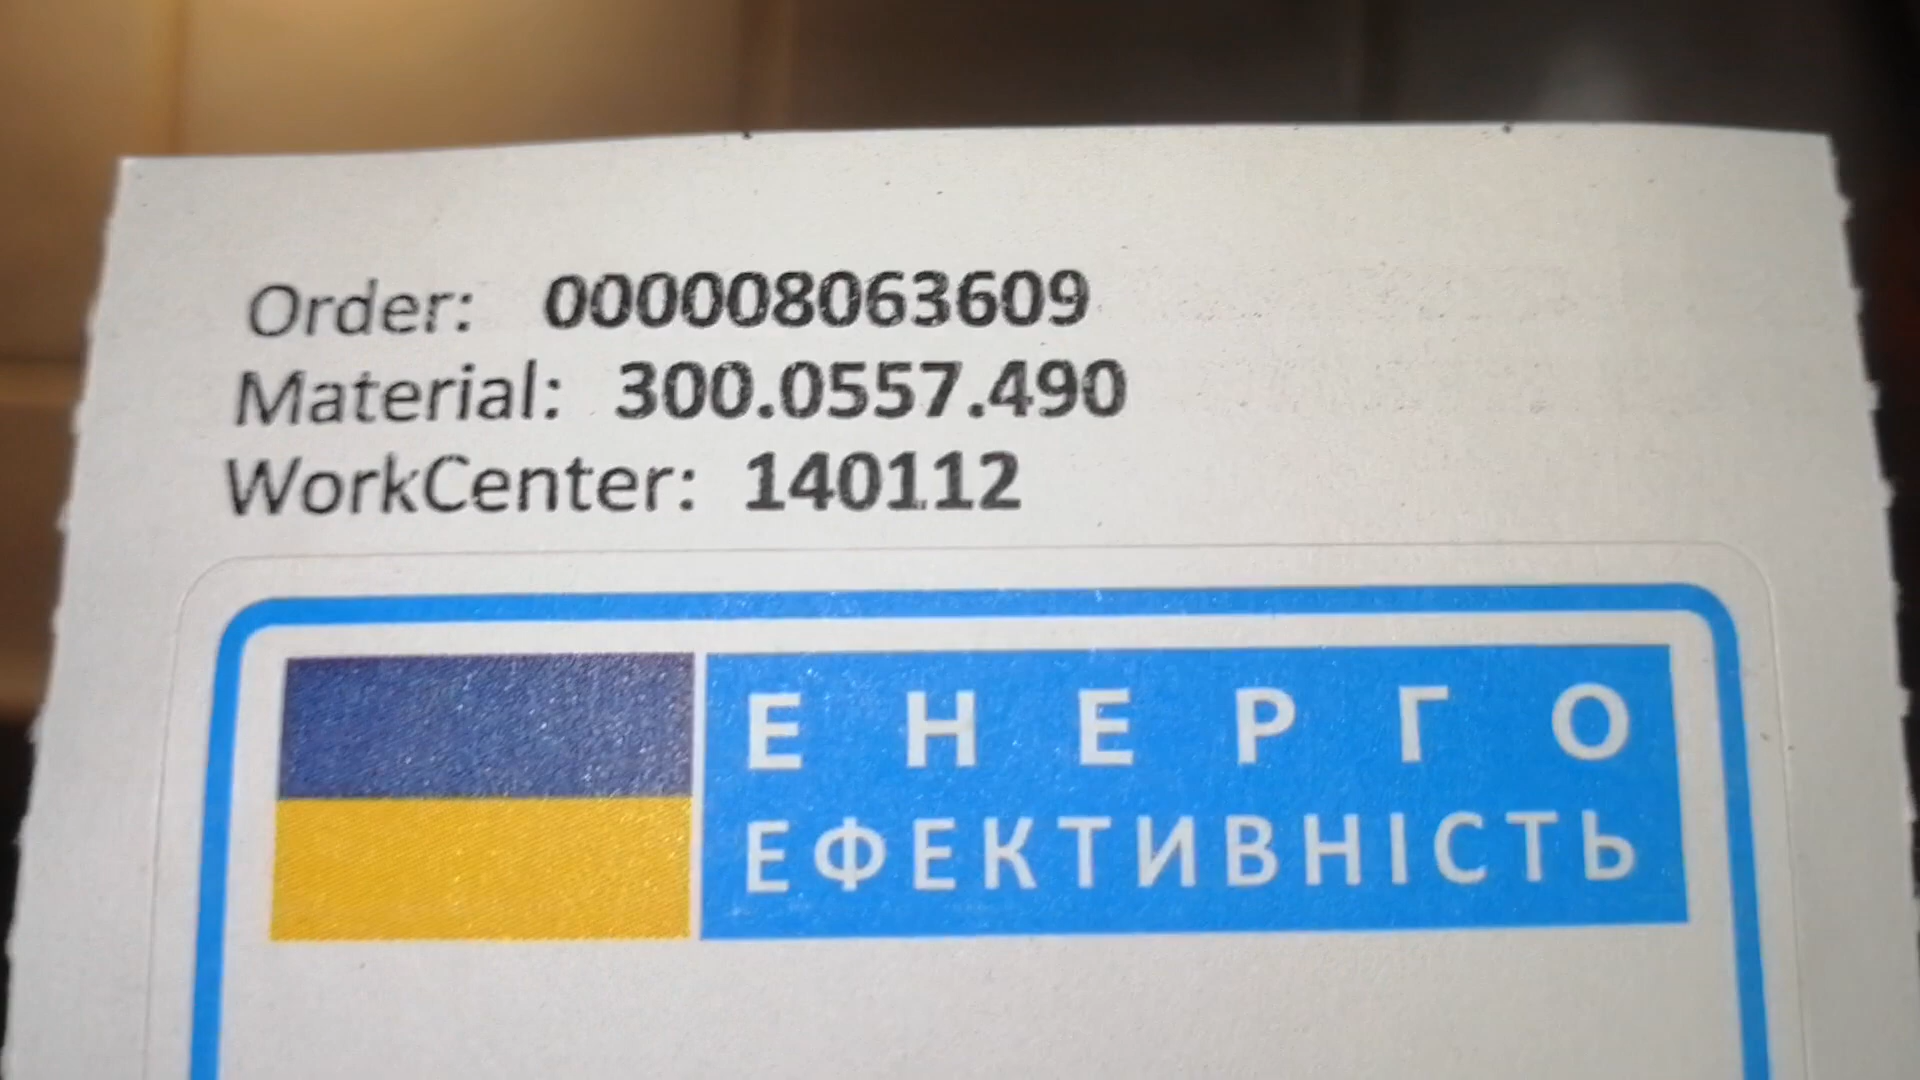 Order: 000008063609
Material: 300.0557.490
WorkCenter: 140112
ЕНЕРГО
ЕФЕКТИВНІСТЬ